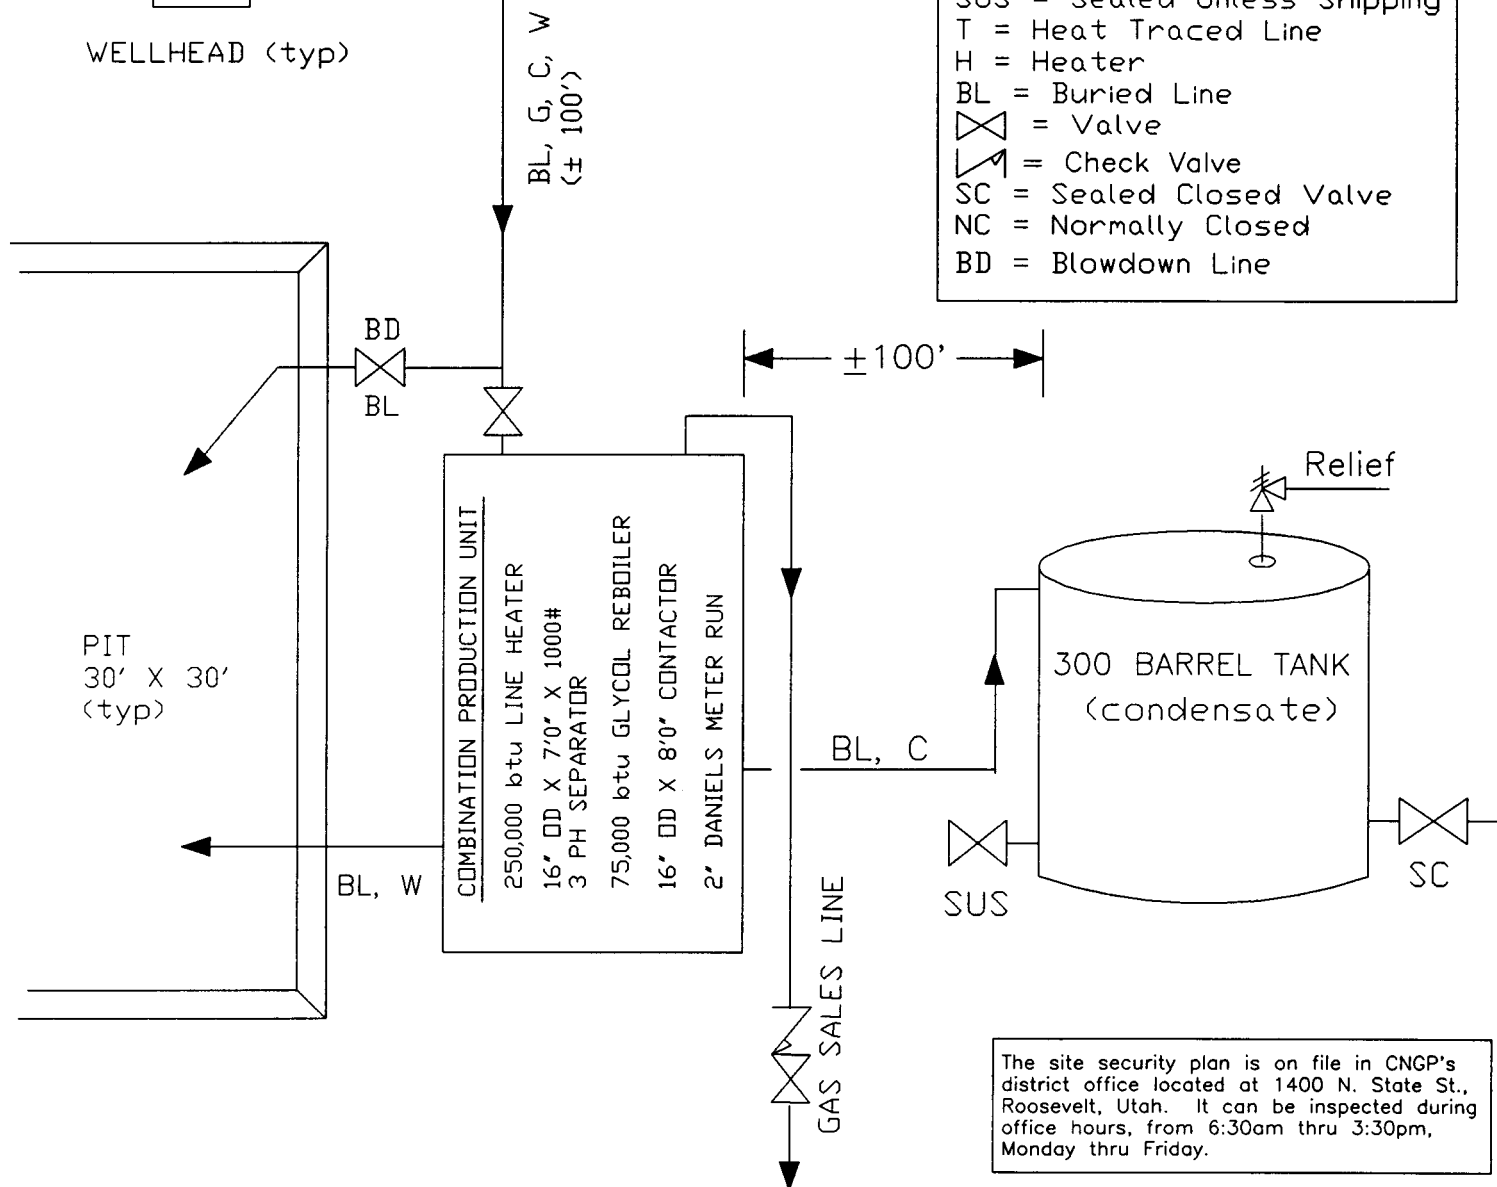 WELLHEAD (typ)
BL, G, C, W
(± 100')
SUS = Sealed Unless Shipping
T = Heat Traced Line
H = Heater
BL = Buried Line
= Valve
= Check Valve
SC = Sealed Closed Valve
NC = Normally Closed
BD = Blowdown Line
BD
BL
±100'
Relief
PIT
30' X 30'
(typ)
COMBINATION PRODUCTION UNIT
250,000 btu LINE HEATER
16" OD X 7'0" X 1000#
3 PH SEPARATOR
75,000 btu GLYCOL REBOILER
16" OD X 8'0" CONTACTOR
2" DANIELS METER RUN
300 BARREL TANK
(condensate)
BL, C
BL, W
SUS
SC
GAS SALES LINE
The site security plan is on file in CNGP's
district office located at 1400 N. State St.,
Roosevelt, Utah. It can be inspected during
office hours, from 6:30am thru 3:30pm,
Monday thru Friday.